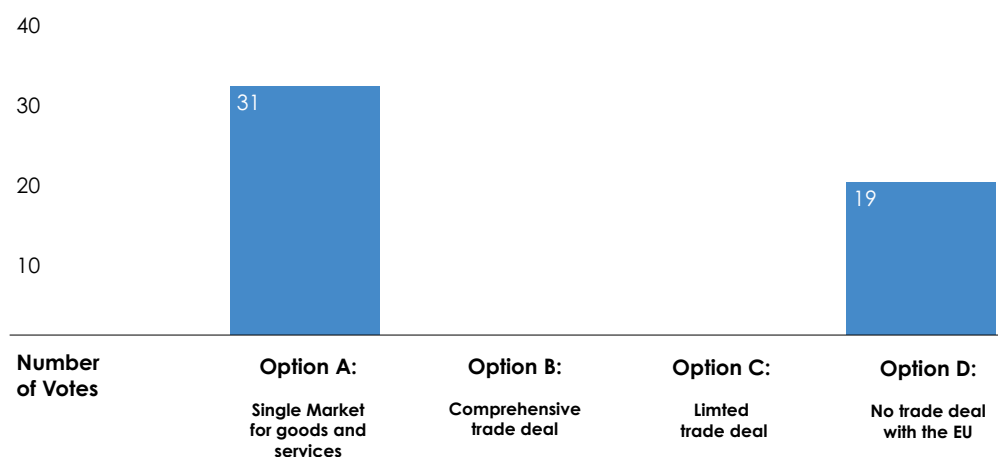 40
30
20
10
31
19
Number
of Votes
Option A:
Single Market
for goods and
services
Option B:
Comprehensive
trade deal
Option C:
Limted
trade deal
Option D:
No trade deal
with the EU